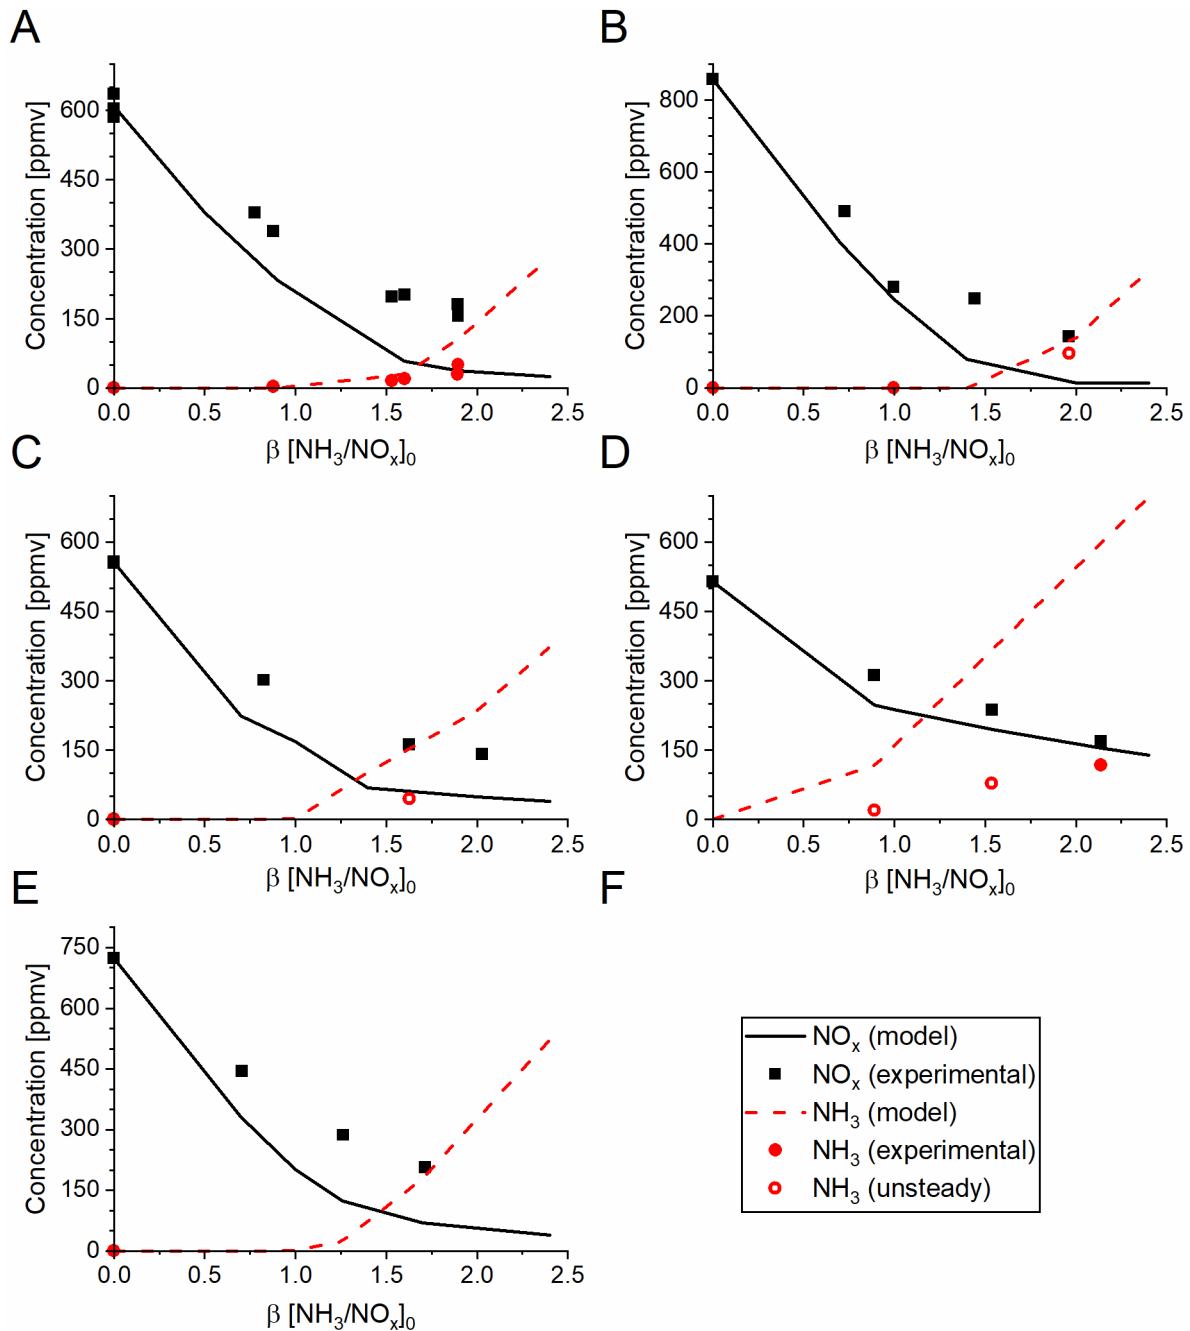 A
B
Concentration [ppmv]
600
450
300
150
0
0.0 0.5 1.0 1.5 2.0 2.5
β [NH₃/NOₓ]₀
Concentration [ppmv]
800
600
400
200
0
0.0 0.5 1.0 1.5 2.0 2.5
β [NH₃/NOₓ]₀
C
D
Concentration [ppmv]
600
450
300
150
0
0.0 0.5 1.0 1.5 2.0 2.5
β [NH₃/NOₓ]₀
Concentration [ppmv]
600
450
300
150
0
0.0 0.5 1.0 1.5 2.0 2.5
β [NH₃/NOₓ]₀
E
F
Concentration [ppmv]
750
600
450
300
150
0
0.0 0.5 1.0 1.5 2.0 2.5
β [NH₃/NOₓ]₀
NOₓ (model)
NOₓ (experimental)
NH₃ (model)
NH₃ (experimental)
NH₃ (unsteady)